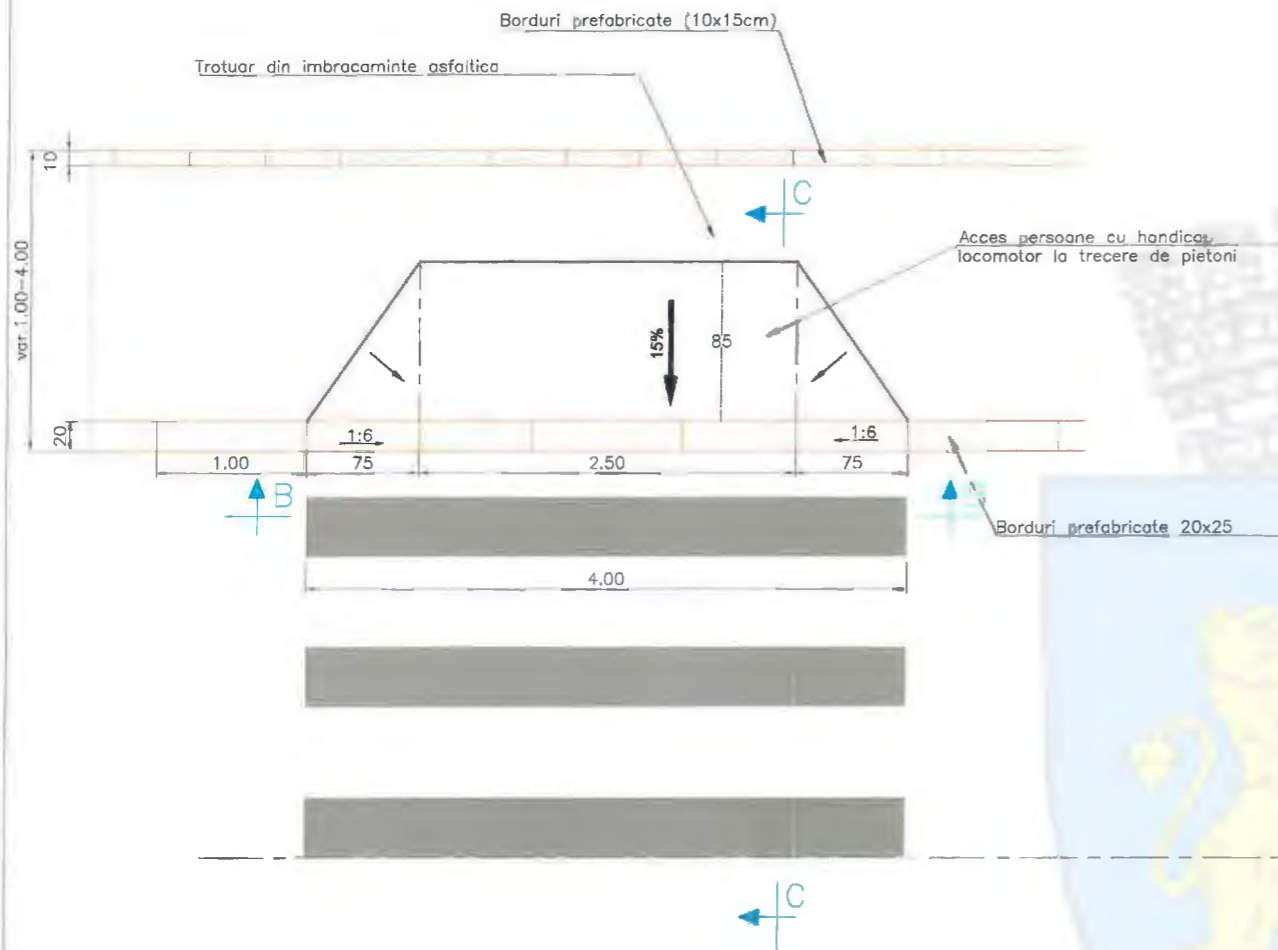 Borduri prefabricate (10x15cm)
Trotuar din imbracaminte asfaltica
10
C
Acces persoane cu handicap
locomotor la trecere de pietoni
var.1.00-4.00
15%
85
20
1:6
1:6
1.00
75
2.50
75
B
Borduri prefabricate 20x25
4.00
C